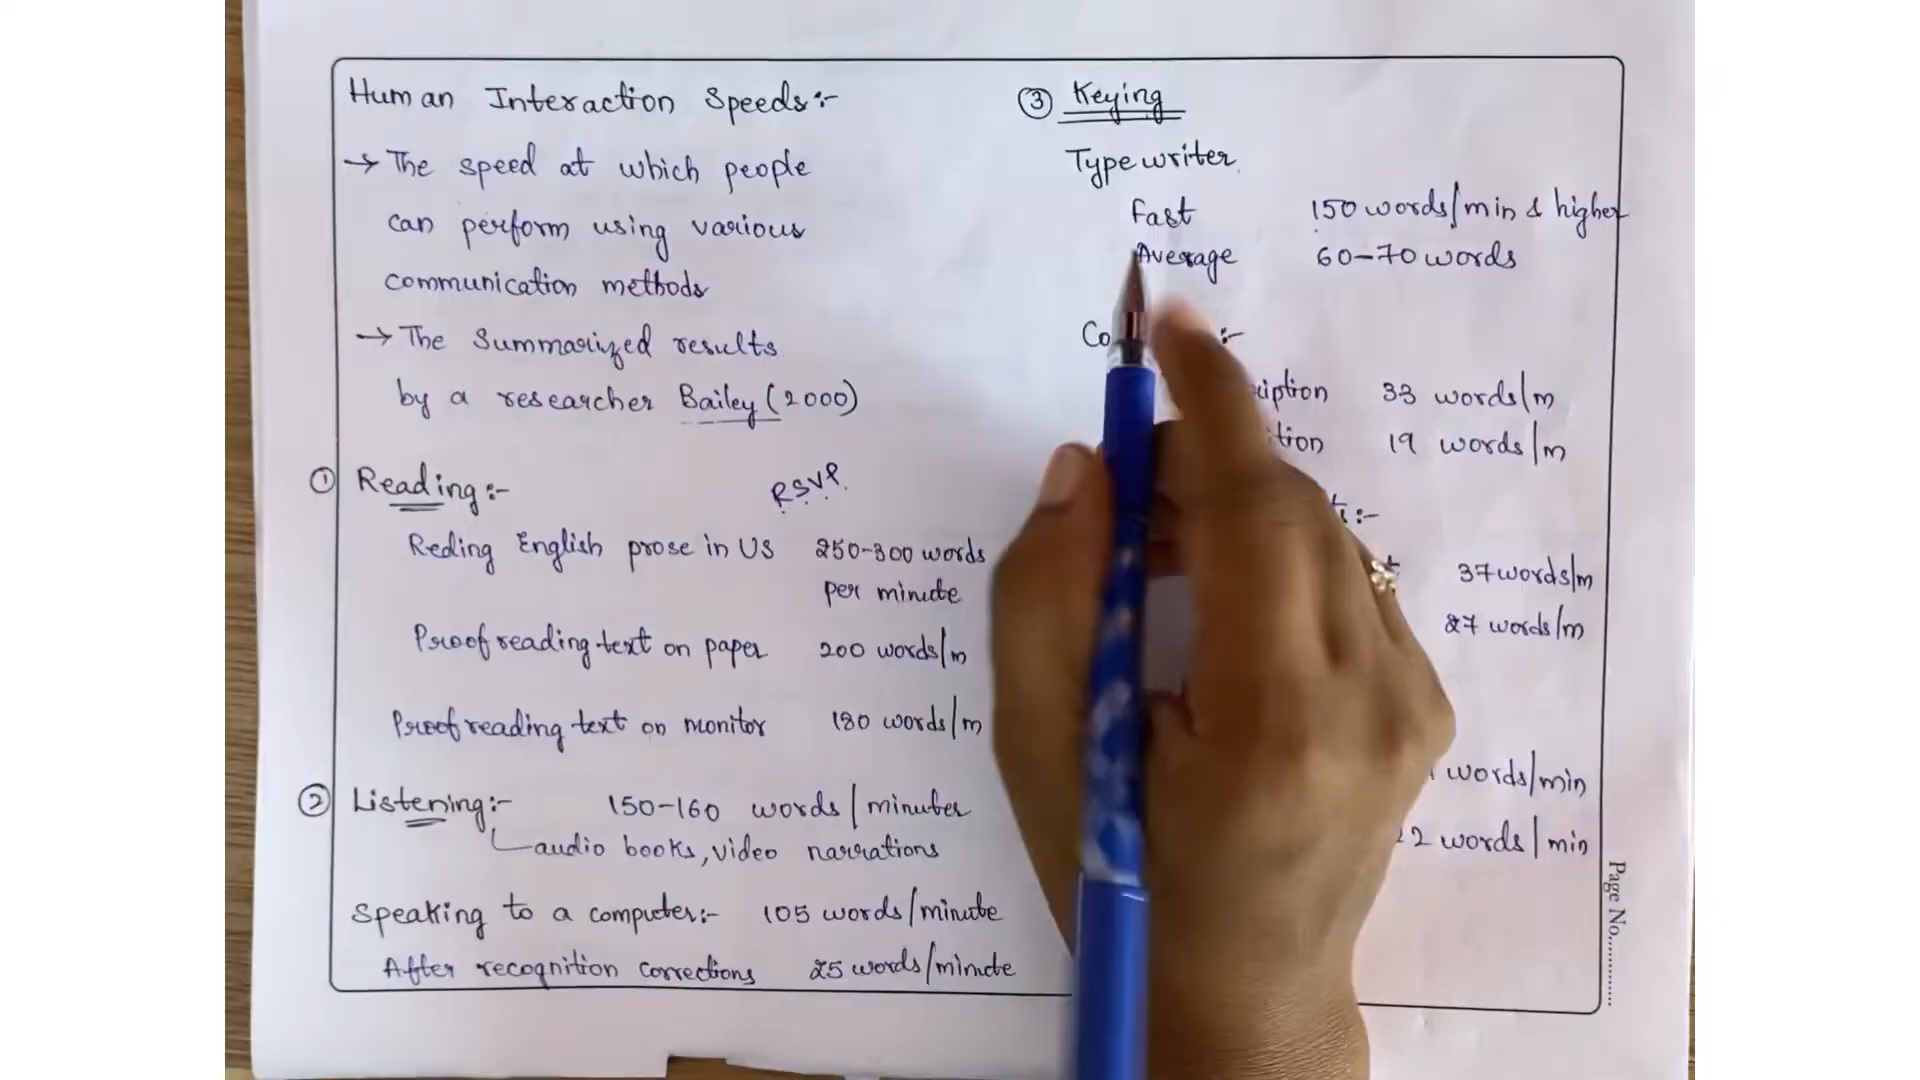 Human Interaction Speeds:-
→ The speed at which people
can perform using various
communication methods
→ The Summarized results
by a researcher Bailey (2000)
① Reading:-
RSVP.
Reding English prose in US 250-300 words
per minute
Proof reading text on paper 200 words/m
Proof reading text on monitor 180 words/m
② Listening:- 150-160 words/minutes
audio books, video narrations
Speaking to a computer:- 105 words/minute
After recognition corrections 25 words/minute
③ Keying
Type writer.
Fast 150 words/min & higher
Average 60-70 words
33 words/m
19 words/m
37 words/m
27 words/m
words/min
words/min
Page No..............